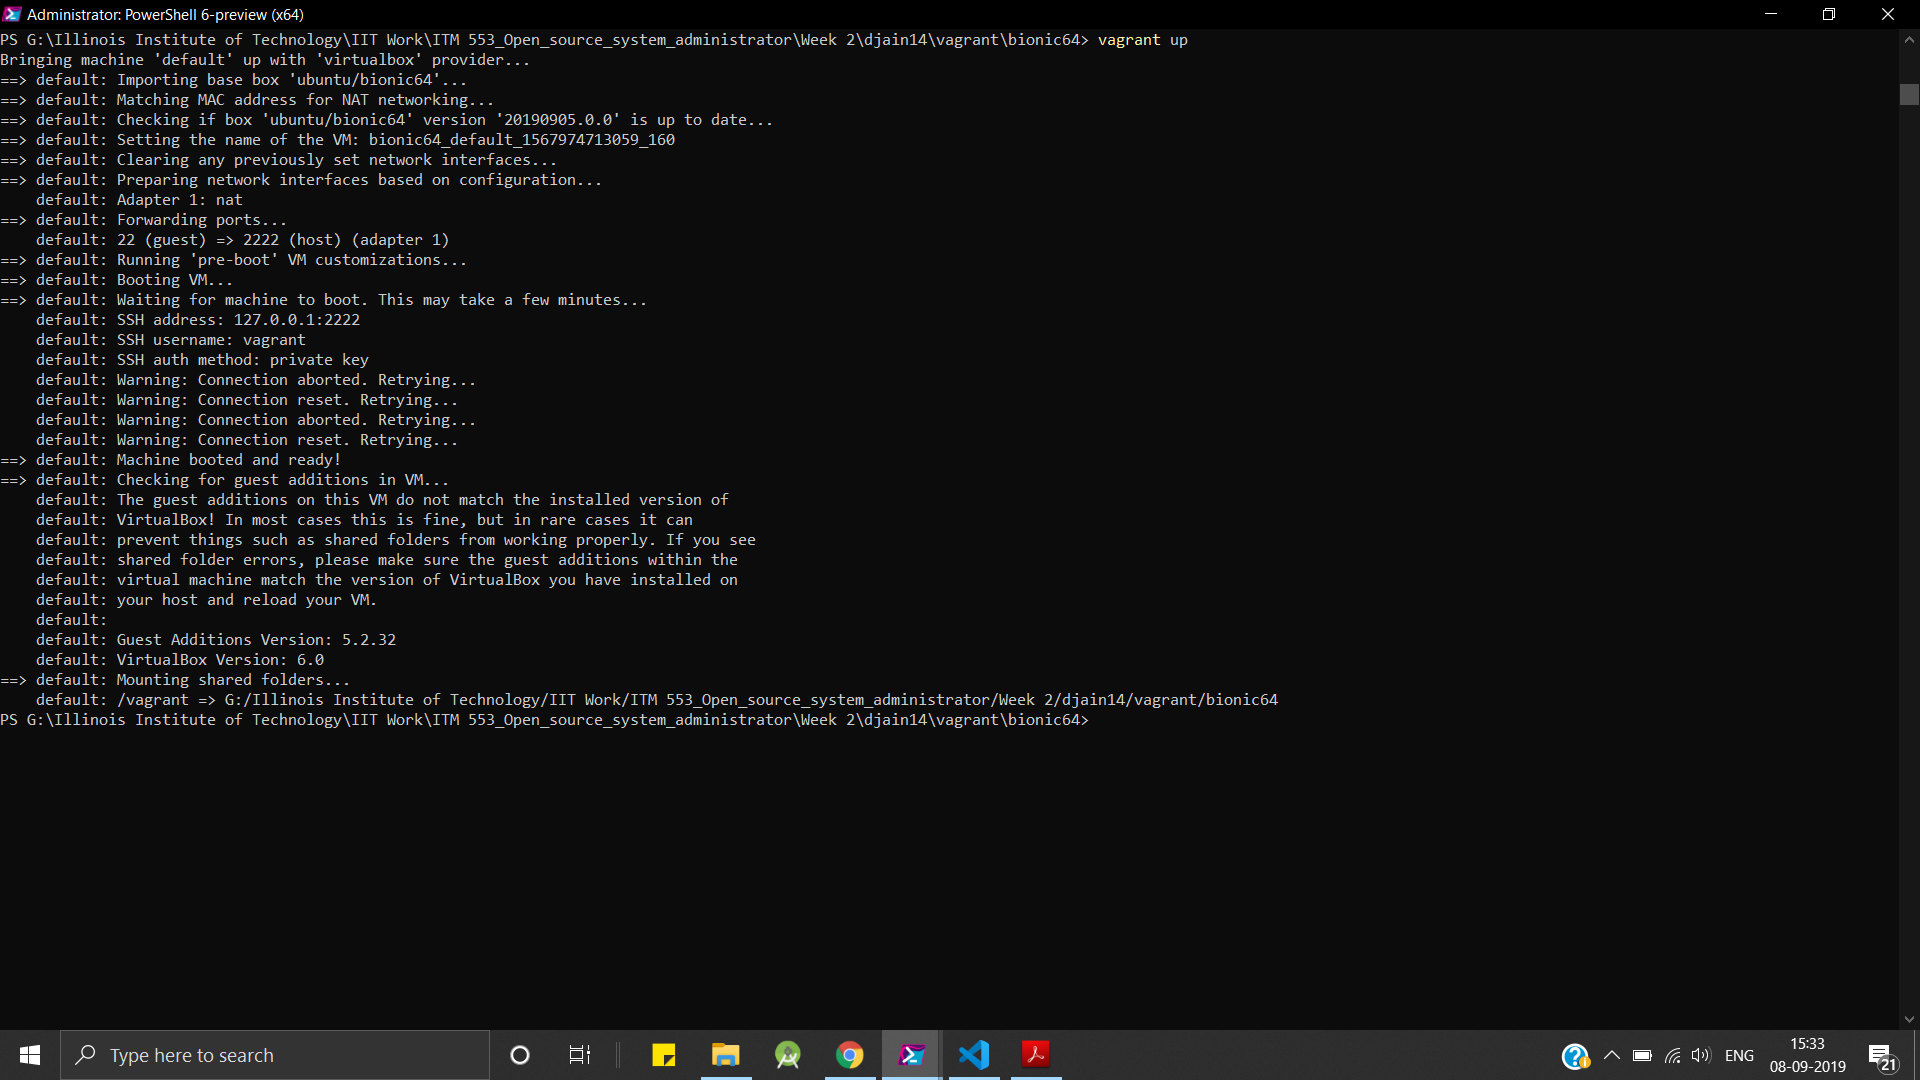 Administrator: PowerShell 6-preview (x64)
PS G:\Illinois Institute of Technology\IIT Work\ITM 553_Open_source_system_administrator\Week 2\djain14\vagrant\bionic64> vagrant up
Bringing machine 'default' up with 'virtualbox' provider...
==> default: Importing base box 'ubuntu/bionic64'...
==> default: Matching MAC address for NAT networking...
==> default: Checking if box 'ubuntu/bionic64' version '20190905.0.0' is up to date...
==> default: Setting the name of the VM: bionic64_default_1567974713059_160
==> default: Clearing any previously set network interfaces...
==> default: Preparing network interfaces based on configuration...
    default: Adapter 1: nat
==> default: Forwarding ports...
    default: 22 (guest) => 2222 (host) (adapter 1)
==> default: Running 'pre-boot' VM customizations...
==> default: Booting VM...
==> default: Waiting for machine to boot. This may take a few minutes...
    default: SSH address: 127.0.0.1:2222
    default: SSH username: vagrant
    default: SSH auth method: private key
    default: Warning: Connection aborted. Retrying...
    default: Warning: Connection reset. Retrying...
    default: Warning: Connection aborted. Retrying...
    default: Warning: Connection reset. Retrying...
==> default: Machine booted and ready!
==> default: Checking for guest additions in VM...
    default: The guest additions on this VM do not match the installed version of
    default: VirtualBox! In most cases this is fine, but in rare cases it can
    default: prevent things such as shared folders from working properly. If you see
    default: shared folder errors, please make sure the guest additions within the
    default: virtual machine match the version of VirtualBox you have installed on
    default: your host and reload your VM.
    default:
    default: Guest Additions Version: 5.2.32
    default: VirtualBox Version: 6.0
==> default: Mounting shared folders...
    default: /vagrant => G:/Illinois Institute of Technology/IIT Work/ITM 553_Open_source_system_administrator/Week 2/djain14/vagrant/bionic64
PS G:\Illinois Institute of Technology\IIT Work\ITM 553_Open_source_system_administrator\Week 2\djain14\vagrant\bionic64>
Type here to search
ENG
15:33
08-09-2019
21